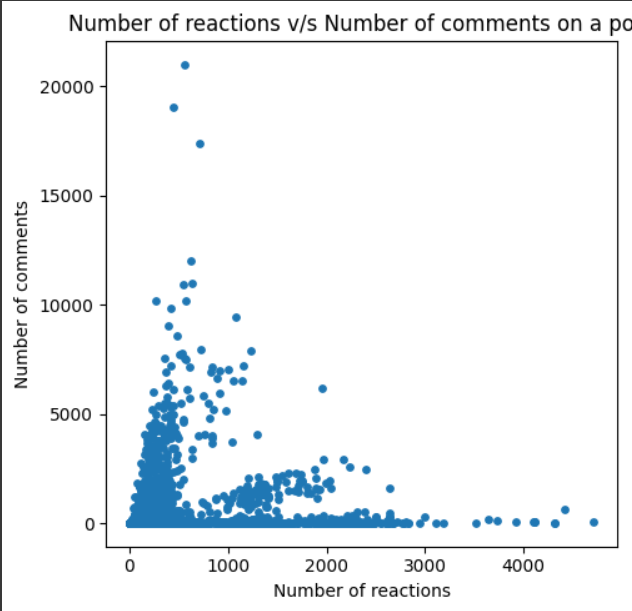 Number of reactions v/s Number of comments on a po
20000
15000
10000
5000
0
Number of comments
0 1000 2000 3000 4000
Number of reactions